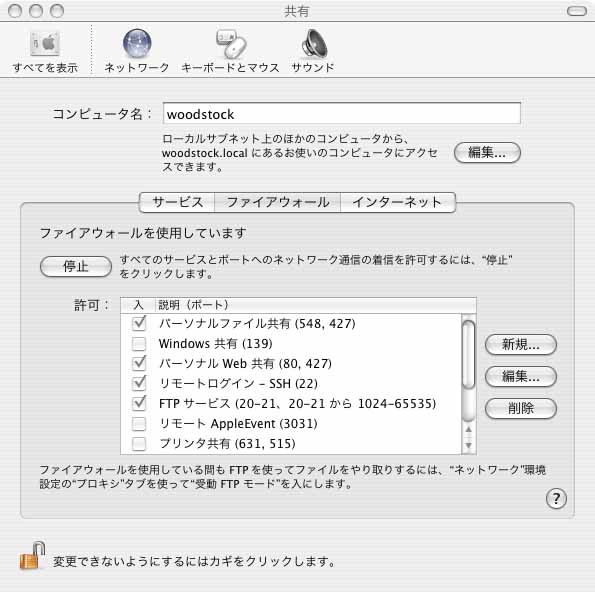 共有
すべてを表示 ネットワーク キーボードとマウス サウンド
コンピュータ名： woodstock
ローカルサブネット上のほかのコンピュータから、
woodstock.local にあるお使いのコンピュータにアクセ
スできます。
編集...
サービス ファイアウォール インターネット
ファイアウォールを使用しています
停止
すべてのサービスとポートへのネットワーク通信の着信を許可するには、“停止”
をクリックします。
許可：
入 説明（ポート）
パーソナルファイル共有 (548, 427)
Windows 共有 (139)
パーソナル Web 共有 (80, 427)
リモートログイン – SSH (22)
FTP サービス (20-21、20-21 から 1024-65535)
リモート AppleEvent (3031)
プリンタ共有 (631, 515)
新規...
編集...
削除
ファイアウォールを使用している間も FTP を使ってファイルをやり取りするには、“ネットワーク”環境
設定の“プロキシ”タブを使って“受動 FTP モード”を入にします。
?
変更できないようにするにはカギをクリックします。